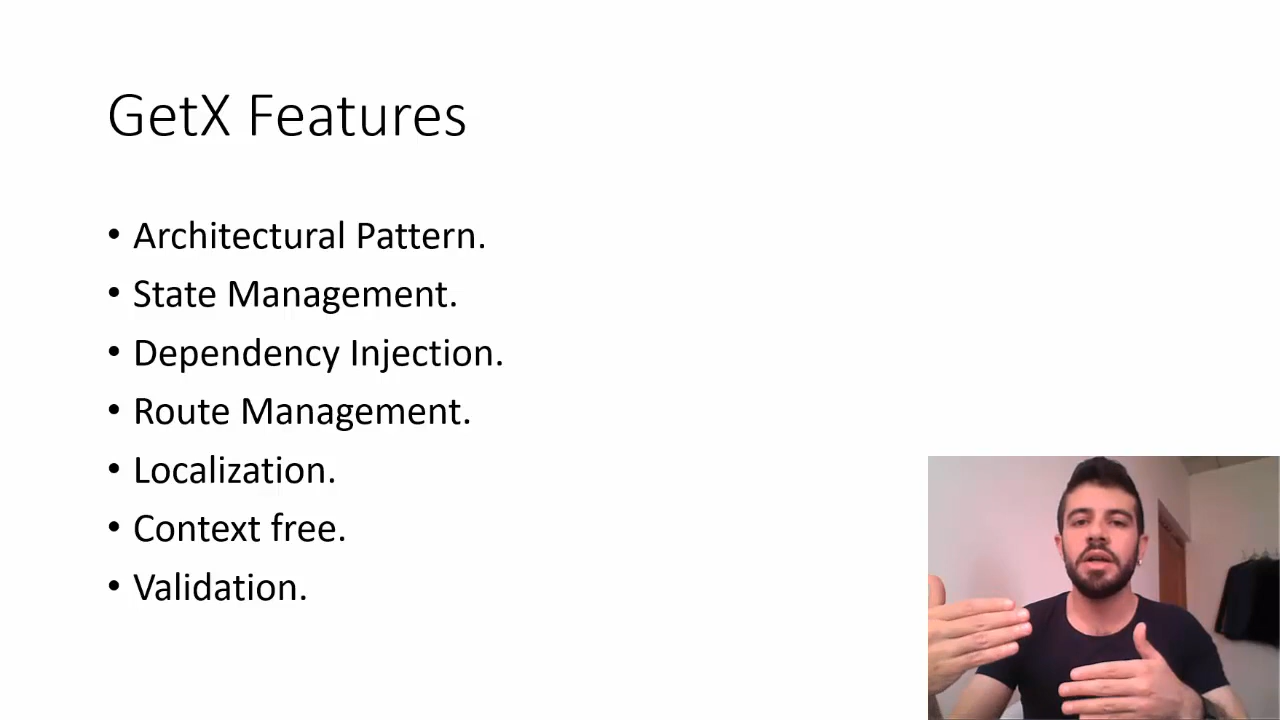 GetX Features
• Architectural Pattern.
• State Management.
• Dependency Injection.
• Route Management.
• Localization.
• Context free.
• Validation.